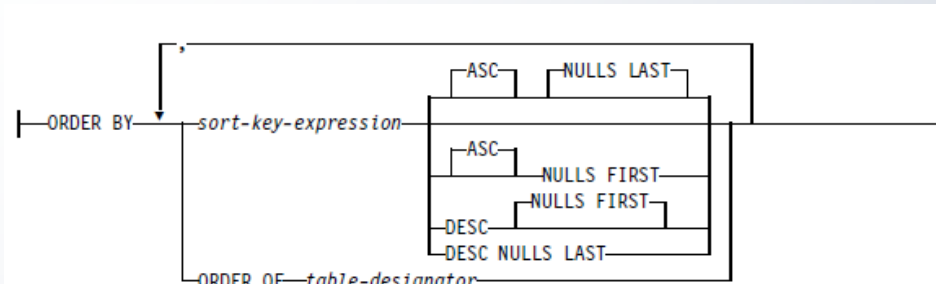 ,
ASC NULLS LAST
ORDER BY sort-key-expression
ASC
NULLS FIRST
NULLS FIRST
DESC
DESC NULLS LAST
ORDER OF table-designator